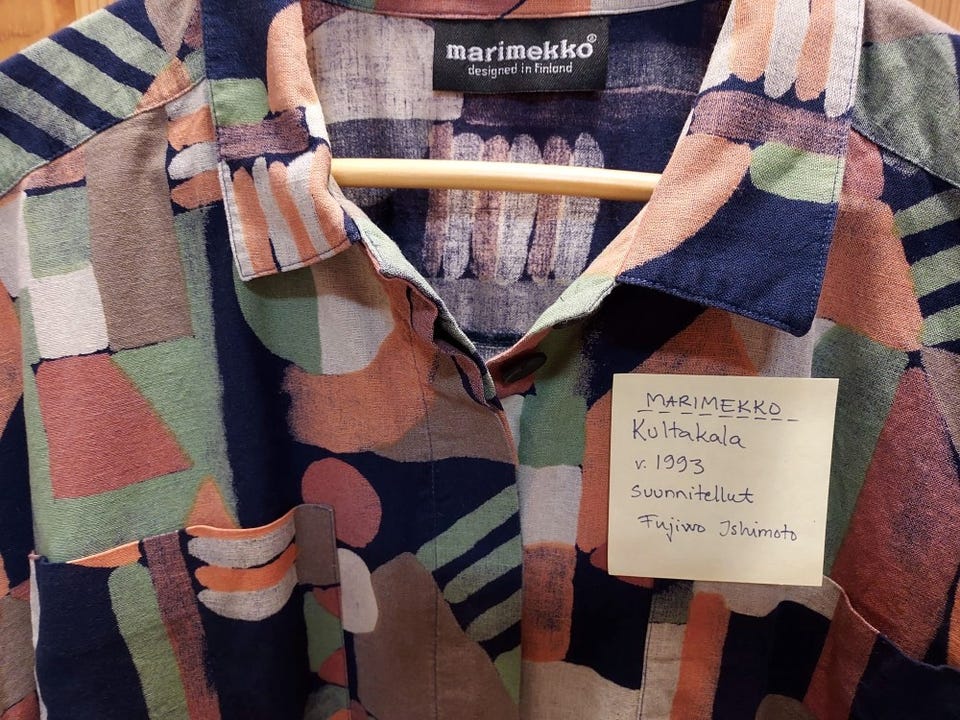 marimekko®
designed in Finland
MARIMEKKO
Kultakala
v. 1993
suunnitellut
Fujiwo Ishimoto